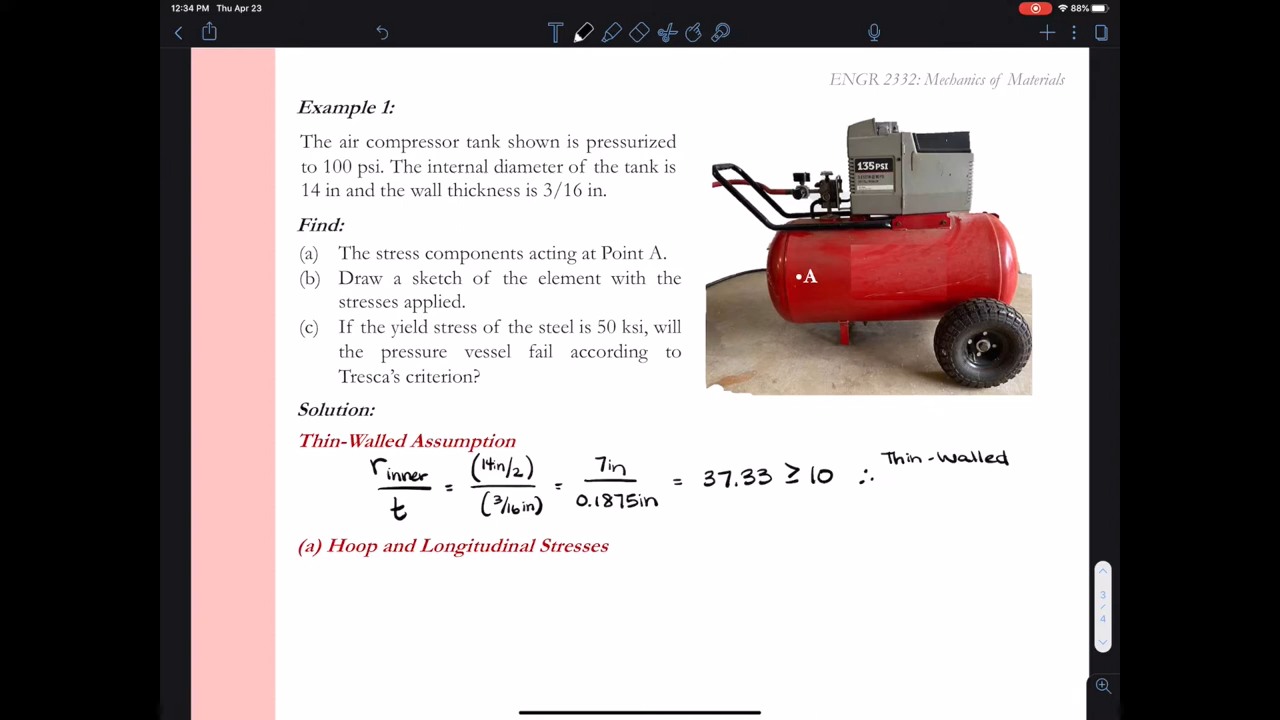 12:34 PM Thu Apr 23
88%
ENGR 2332: Mechanics of Materials
Example 1:
The air compressor tank shown is pressurized
to 100 psi. The internal diameter of the tank is
14 in and the wall thickness is 3/16 in.
Find:
(a) The stress components acting at Point A.
(b) Draw a sketch of the element with the
stresses applied.
(c) If the yield stress of the steel is 50 ksi, will
the pressure vessel fail according to
Tresca's criterion?
135PSI
•A
Solution:
Thin-Walled Assumption
r inner / t = (14in/2) / (3/16in) = 7in / 0.1875in = 37.33 ≥ 10 ∴ Thin-Walled
(a) Hoop and Longitudinal Stresses
3
/
4